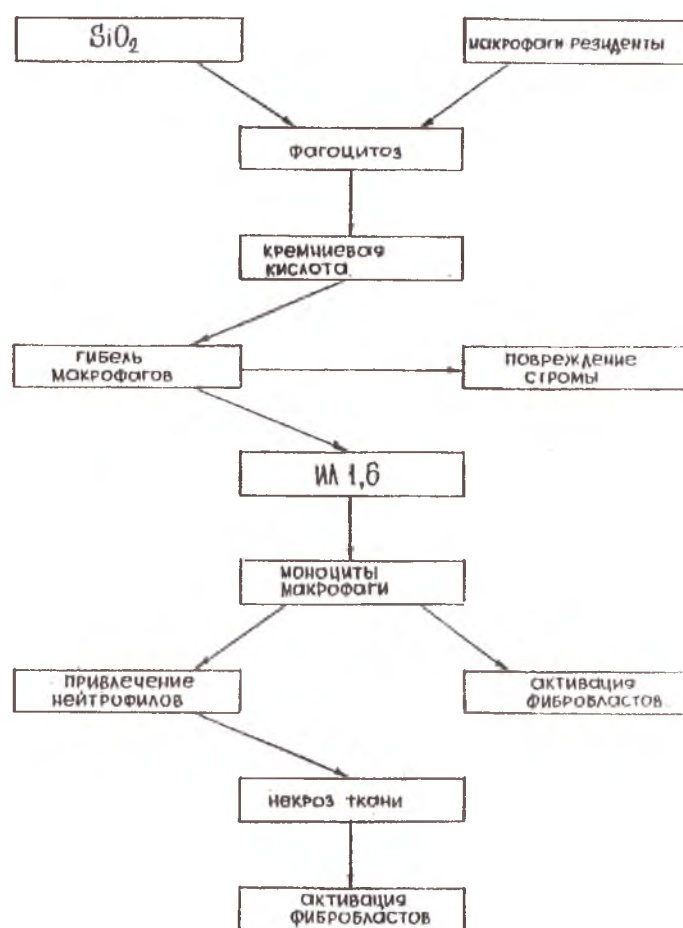 SiO₂
макрофаги резиденты
фагоцитоз
кремниевая
кислота
гибель
макрофагов
повреждение
стромы
ИЛ 1,6
моноциты
макрофаги
привлечение
нейтрофилов
активация
фибробластов
некроз ткани
активация
фибробластов